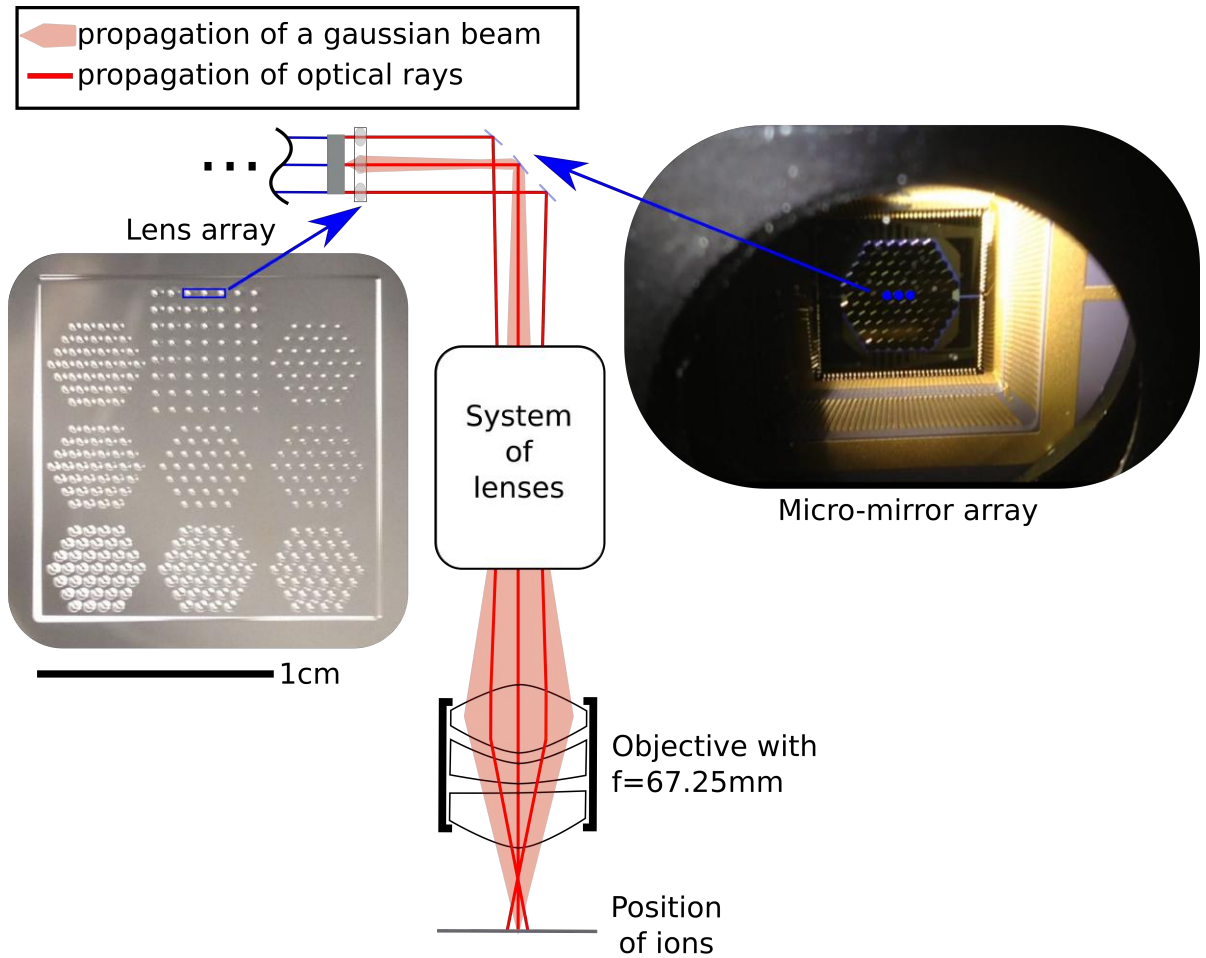 propagation of a gaussian beam
propagation of optical rays
...
Lens array
System
of
lenses
Micro-mirror array
1cm
Objective with
f=67.25mm
Position
of ions